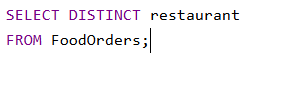 SELECT DISTINCT restaurant
FROM FoodOrders;